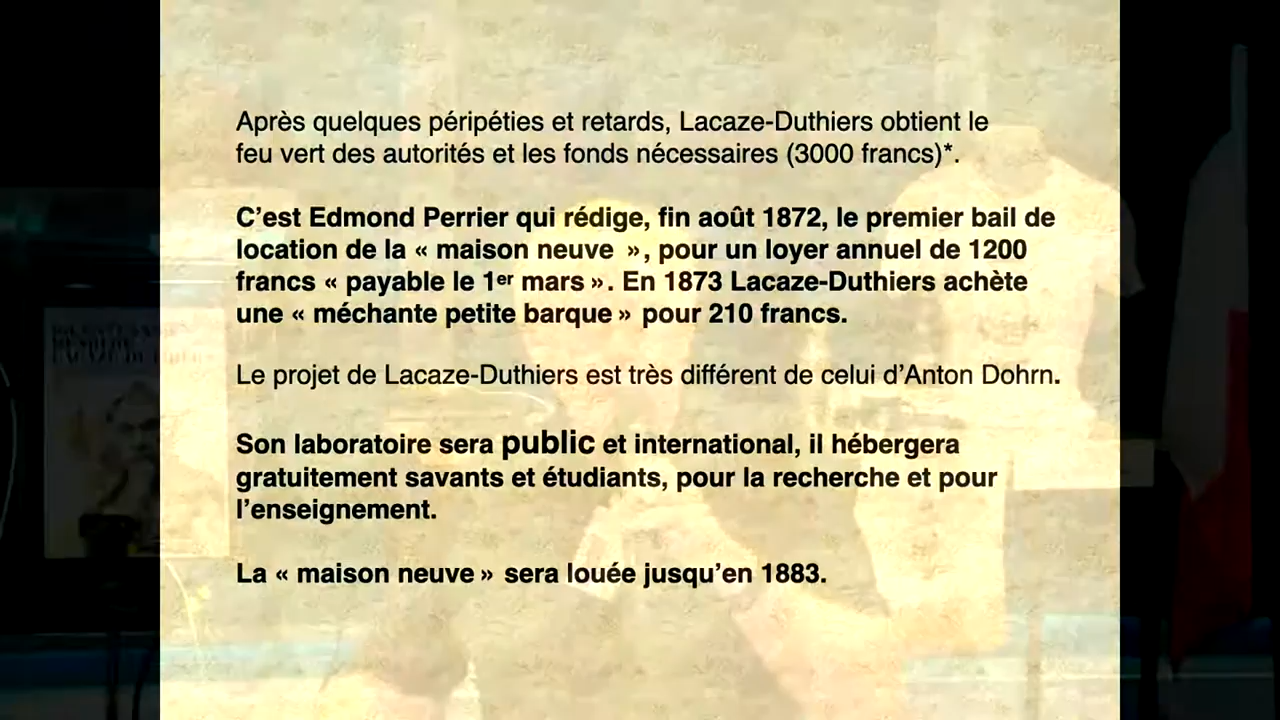 Après quelques péripéties et retards, Lacaze-Duthiers obtient le
feu vert des autorités et les fonds nécessaires (3000 francs)*.
C’est Edmond Perrier qui rédige, fin août 1872, le premier bail de
location de la « maison neuve », pour un loyer annuel de 1200
francs « payable le 1er mars ». En 1873 Lacaze-Duthiers achète
une « méchante petite barque » pour 210 francs.
Le projet de Lacaze-Duthiers est très différent de celui d’Anton Dohrn.
Son laboratoire sera public et international, il hébergera
gratuitement savants et étudiants, pour la recherche et pour
l’enseignement.
La « maison neuve » sera louée jusqu’en 1883.